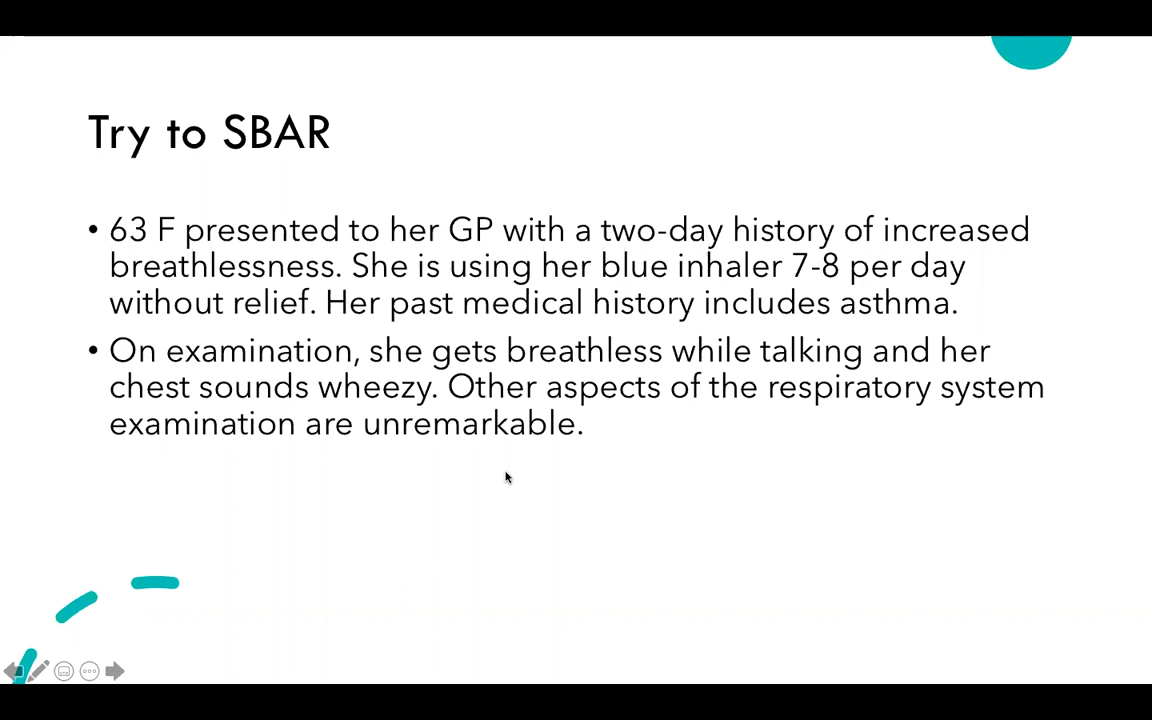 Try to SBAR
• 63 F presented to her GP with a two-day history of increased
breathlessness. She is using her blue inhaler 7-8 per day
without relief. Her past medical history includes asthma.
• On examination, she gets breathless while talking and her
chest sounds wheezy. Other aspects of the respiratory system
examination are unremarkable.